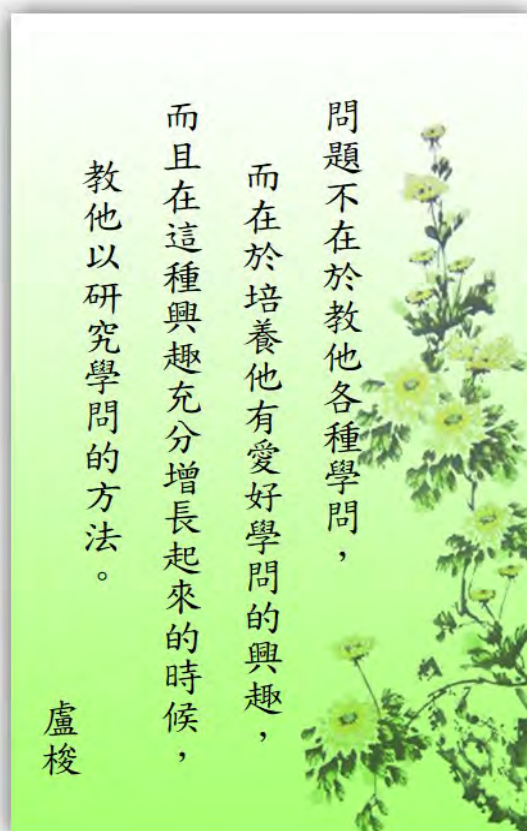 問題不在於教他各種學問，
而在於培養他有愛好學問的興趣，
而且在這種興趣充分增長起來的時候，
教他以研究學問的方法。
盧梭